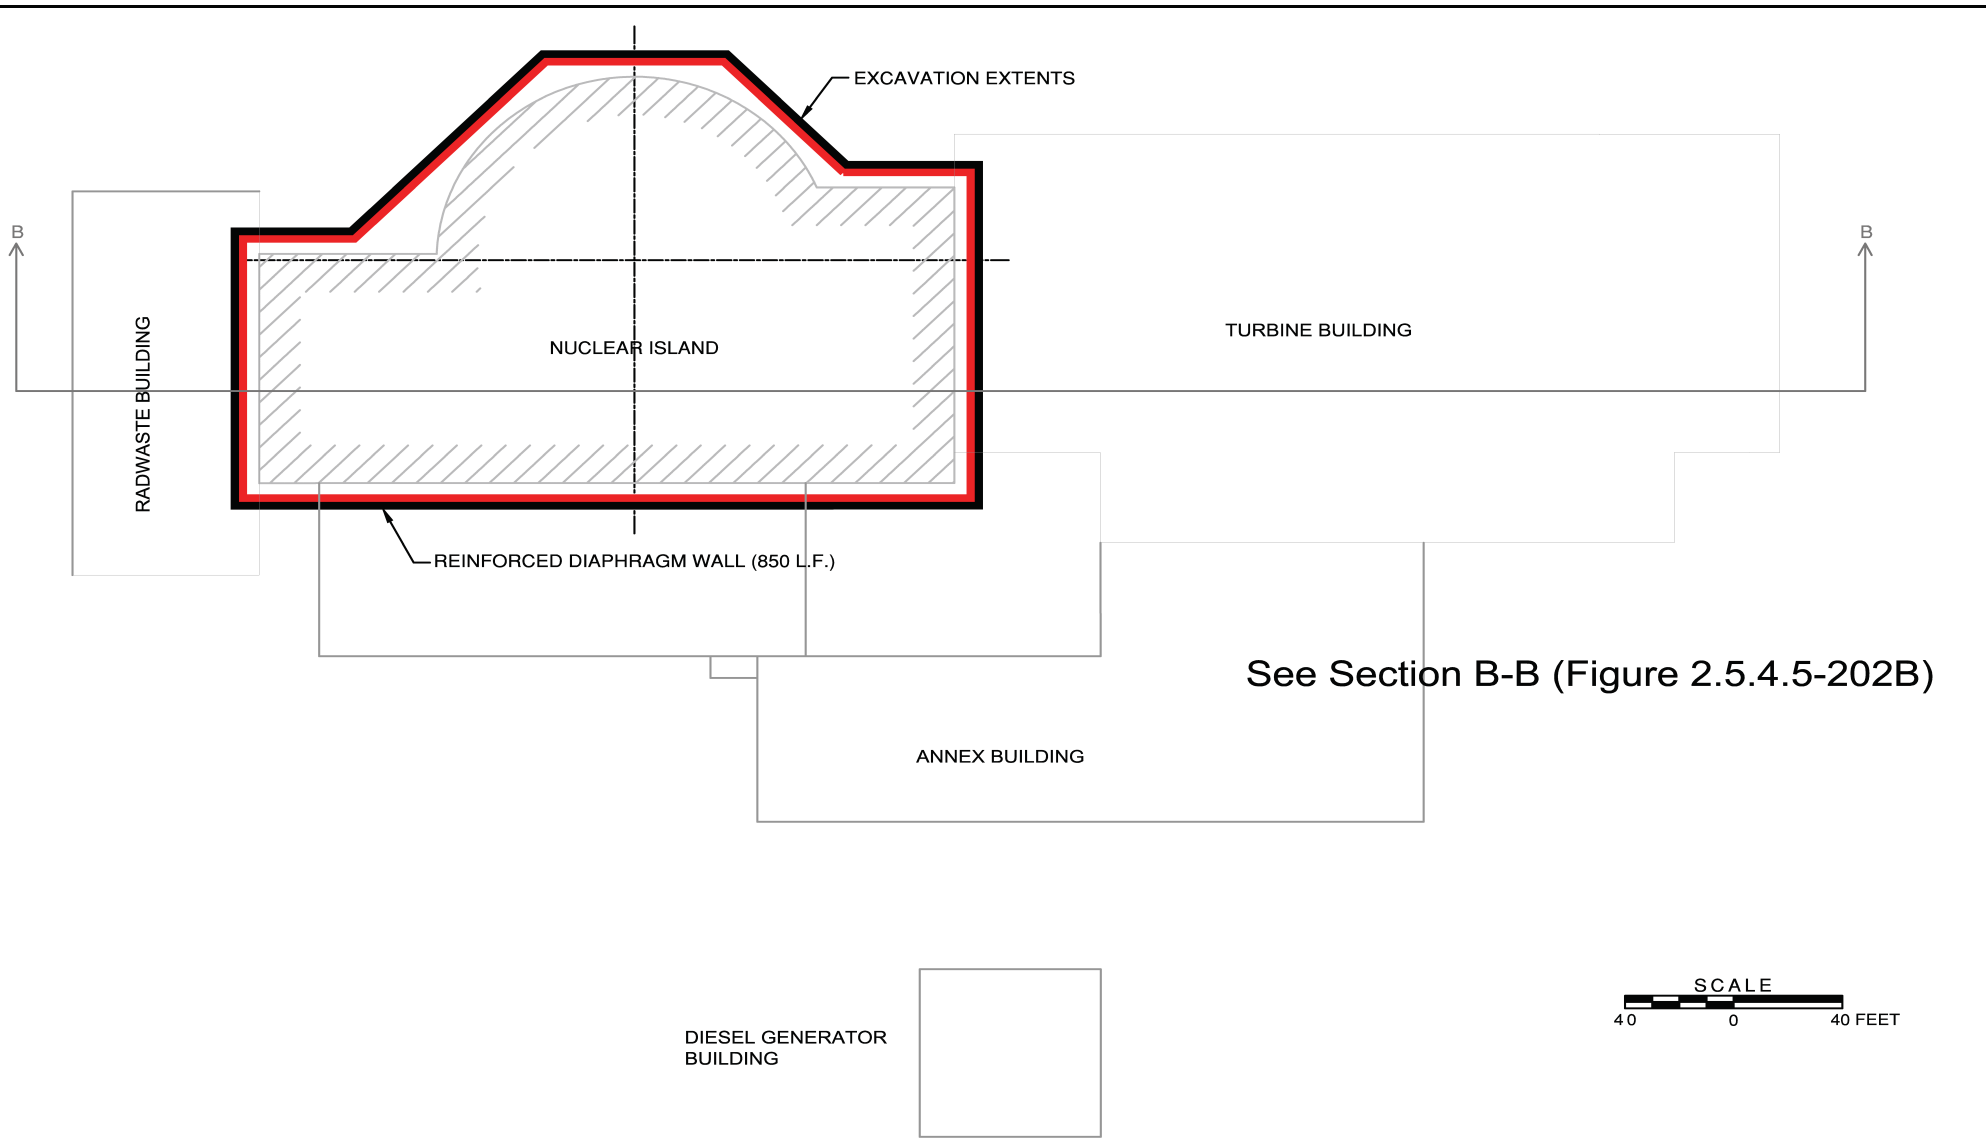 EXCAVATION EXTENTS
B
B
RADWASTE BUILDING
NUCLEAR ISLAND
TURBINE BUILDING
REINFORCED DIAPHRAGM WALL (850 L.F.)
See Section B-B (Figure 2.5.4.5-202B)
ANNEX BUILDING
SCALE
40 0 40 FEET
DIESEL GENERATOR
BUILDING